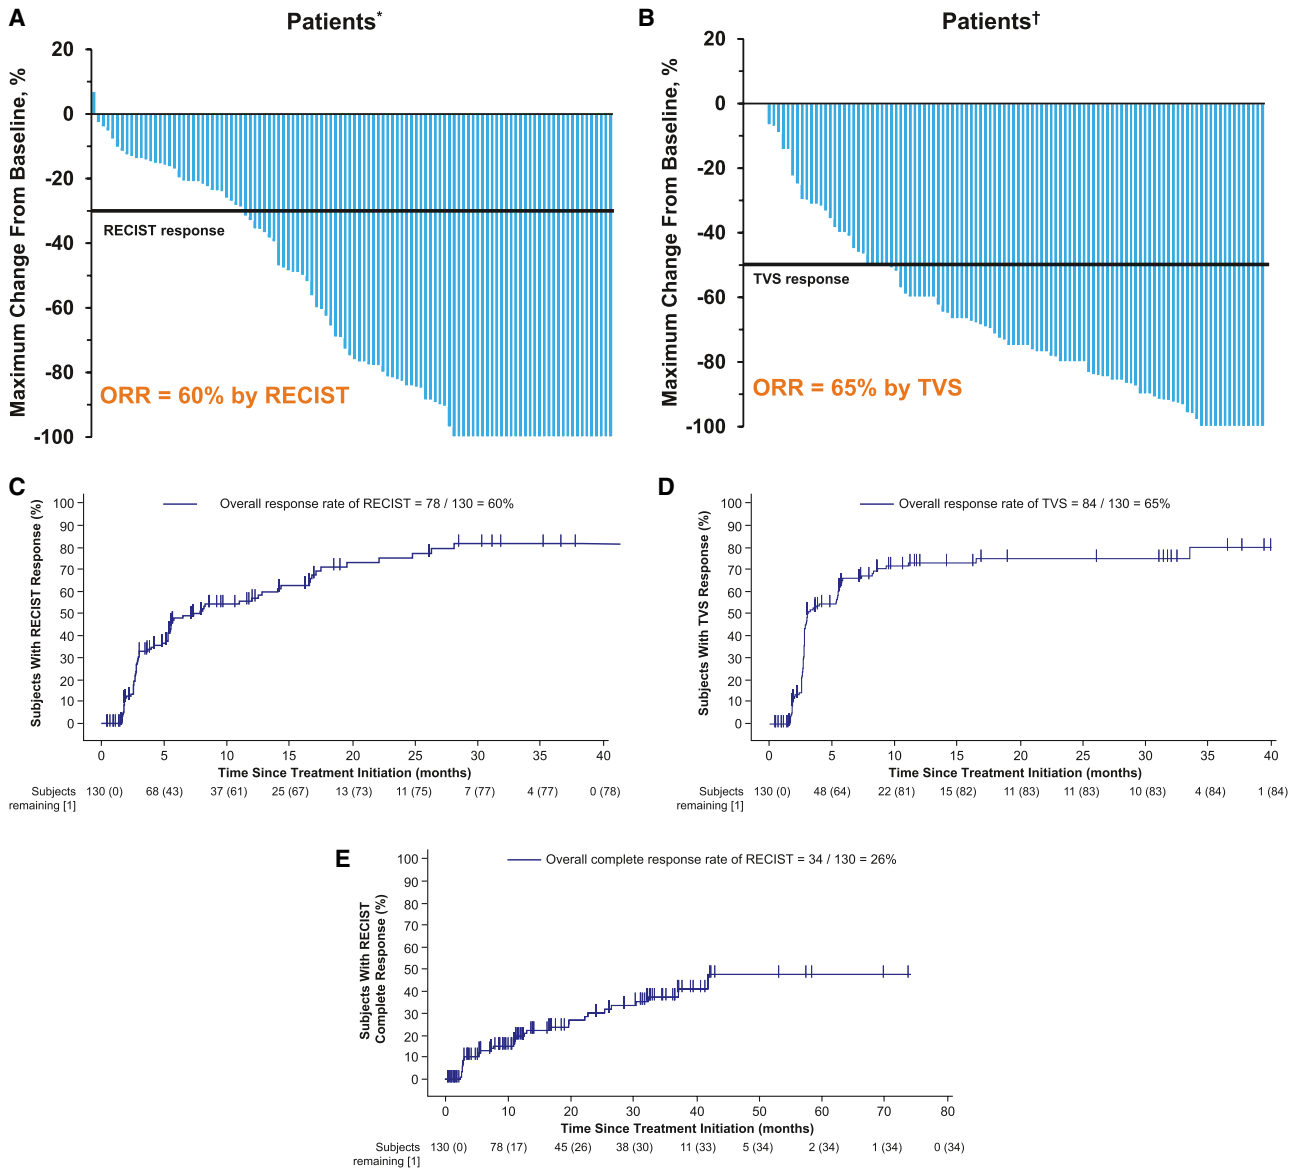 A
Patients*
Maximum Change From Baseline, %
20
0
-20
-40
-60
-80
-100
RECIST response
ORR = 60% by RECIST
B
Patients†
Maximum Change From Baseline, %
20
0
-20
-40
-60
-80
-100
TVS response
ORR = 65% by TVS
C
Subjects With RECIST Response (%)
Overall response rate of RECIST = 78 / 130 = 60%
100
90
80
70
60
50
40
30
20
10
0
0 5 10 15 20 25 30 35 40
Time Since Treatment Initiation (months)
Subjects 130 (0) 68 (43) 37 (61) 25 (67) 13 (73) 11 (75) 7 (77) 4 (77) 0 (78)
remaining [1]
D
Subjects With TVS Response (%)
Overall response rate of TVS = 84 / 130 = 65%
100
90
80
70
60
50
40
30
20
10
0
0 5 10 15 20 25 30 35 40
Time Since Treatment Initiation (months)
Subjects 130 (0) 48 (64) 22 (81) 15 (82) 11 (83) 11 (83) 10 (83) 4 (84) 1 (84)
remaining [1]
E
Subjects With RECIST
Complete Response (%)
Overall complete response rate of RECIST = 34 / 130 = 26%
100
90
80
70
60
50
40
30
20
10
0
0 10 20 30 40 50 60 70 80
Time Since Treatment Initiation (months)
Subjects 130 (0) 78 (17) 45 (26) 38 (30) 11 (33) 5 (34) 2 (34) 1 (34) 0 (34)
remaining [1]